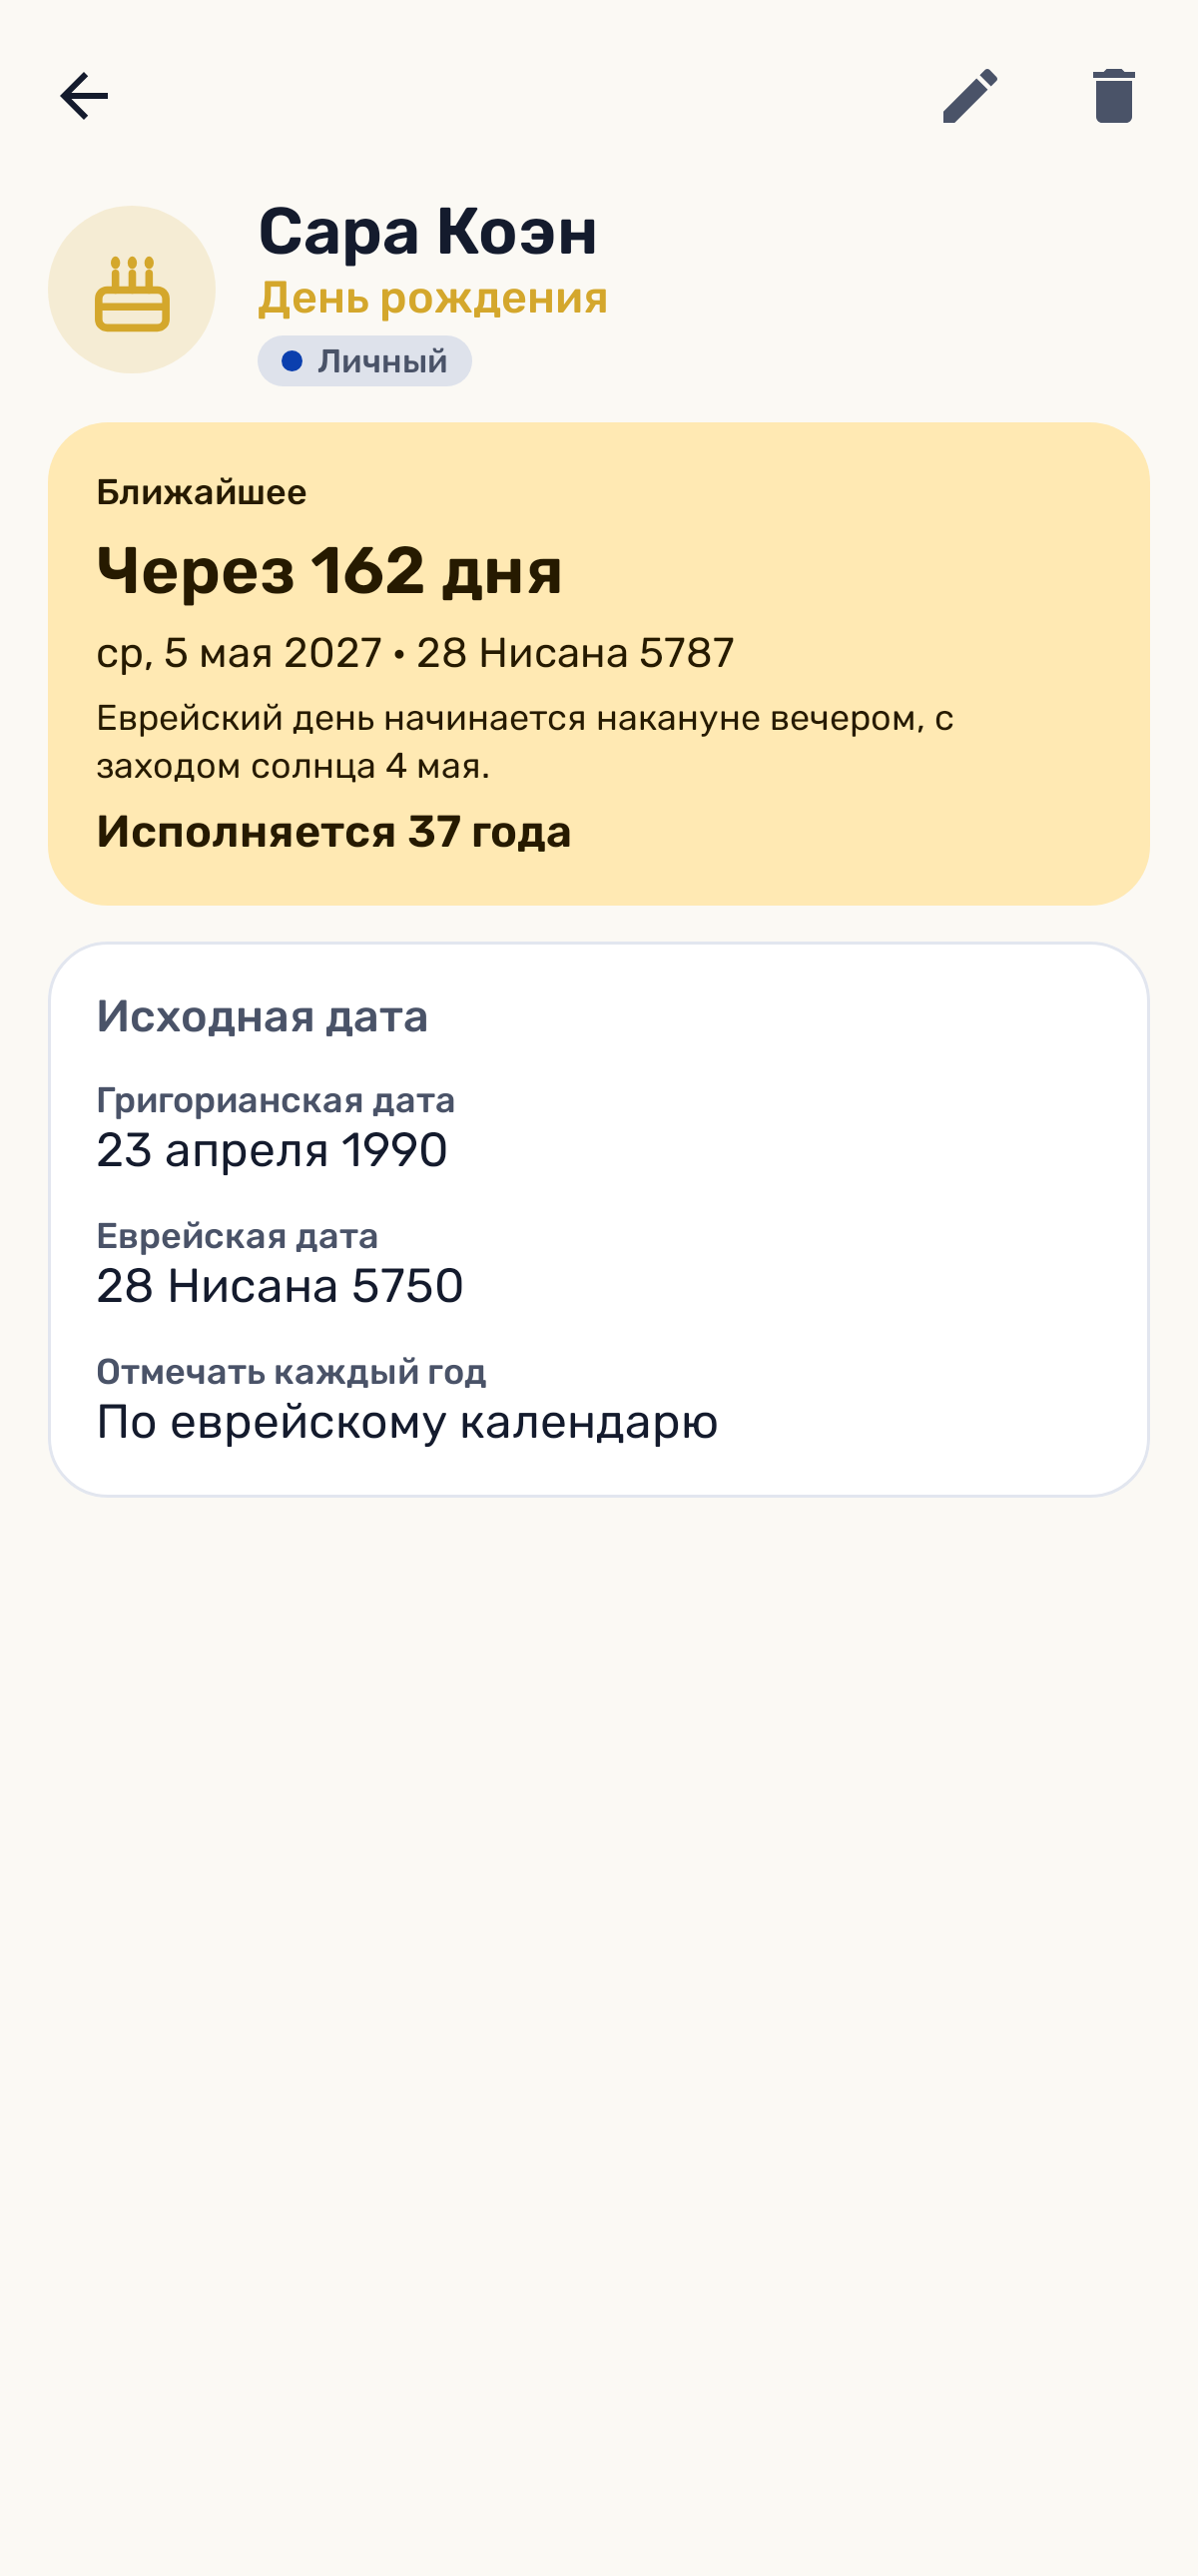 Сара Коэн
День рождения
Личный
Ближайшее
Через 162 дня
ср, 5 мая 2027 • 28 Нисана 5787
Еврейский день начинается накануне вечером, с
заходом солнца 4 мая.
Исполняется 37 года
Исходная дата
Григорианская дата
23 апреля 1990
Еврейская дата
28 Нисана 5750
Отмечать каждый год
По еврейскому календарю